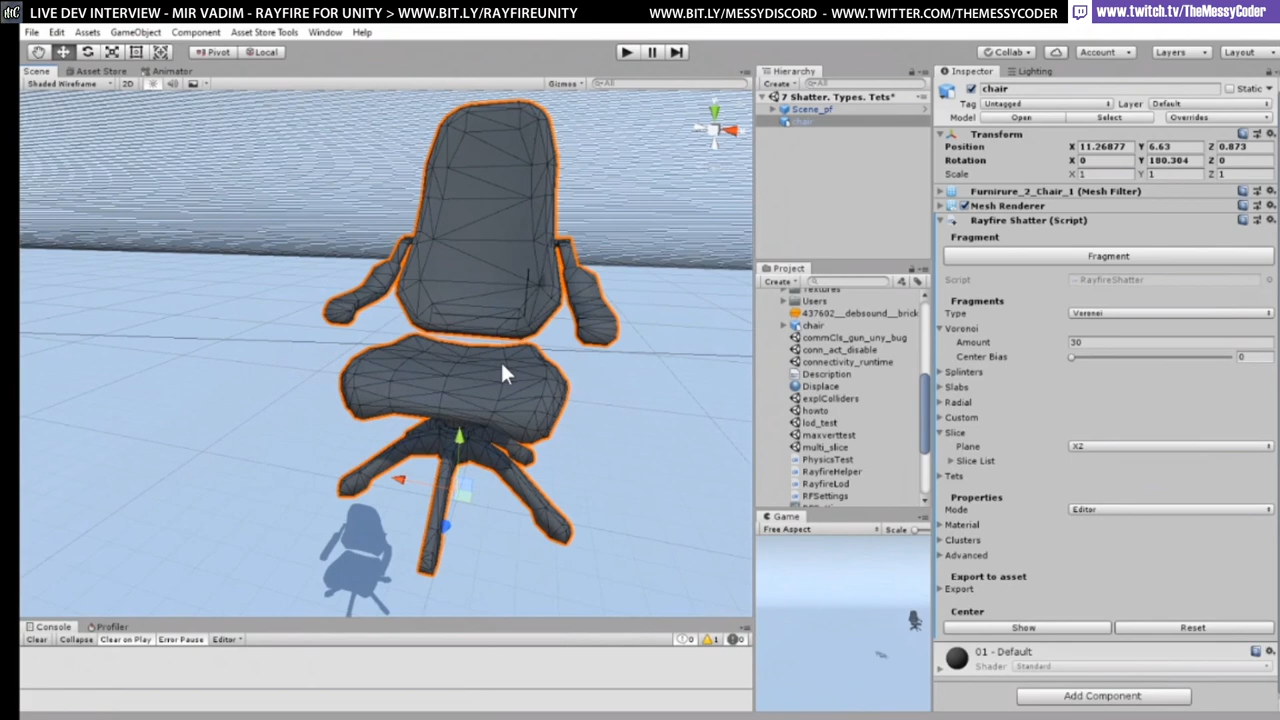 LIVE DEV INTERVIEW - MIR VADIM - RAYFIRE FOR UNITY > WWW.BIT.LY/RAYFIREUNITY
WWW.BIT.LV/MESSYDISCORD - WWW.TWITTER.COM/THEMESSYCODER
www.twitch.tv/TheMessyCoder
File Edit Assets GameObject Component Asset Store Tools Window Help
Pivot Local
Collab Account Layers Layout
Scene Asset Store Animator
Shaded Wireframe 2D Gizmos All
Hierarchy
Create All
7 Shatter. Types. Tets*
Scene_pf
chair
Project
Create
Textures
Users
437602__debsound__brick
chair
commCls_gun_uny_bug
conn_act_disable
connectivity_runtime
Description
Displace
explColliders
howto
lod_test
maxverttest
multi_slice
PhysicsTest
RayfireHelper
RayfireLod
RFSettings
Game
Free Aspect Scale
Inspector Lighting
chair Static
Tag Untagged Layer Default
Model Open Select Overrides
Transform
Position X 11.26877 Y 6.63 Z 0.873
Rotation X 0 Y 180.304 Z 0
Scale X 1 Y 1 Z 1
Furnirure_2_Chair_1 (Mesh Filter)
Mesh Renderer
Rayfire Shatter (Script)
Fragment
Fragment
Script RayfireShatter
Fragments
Type Voronoi
Voronoi
Amount 30
Center Bias 0
Splinters
Slabs
Radial
Custom
Slice
Plane XZ
Slice List
Tets
Properties
Mode Editor
Material
Clusters
Advanced
Export to asset
Export
Center
Show Reset
01 - Default
Shader Standard
Add Component
Console Profiler
Clear Collapse Clear on Play Error Pause Editor 0 1 0